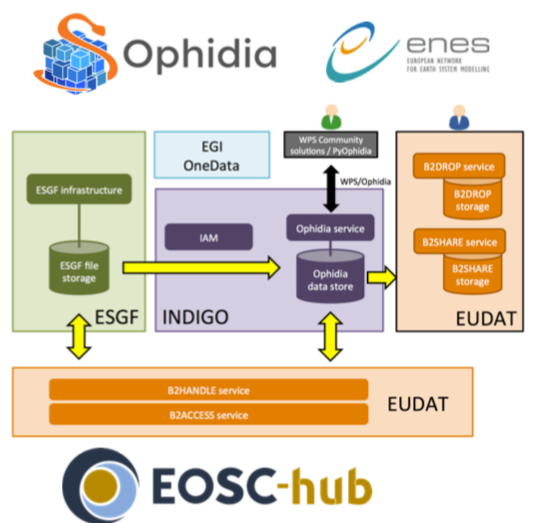 Ophidia
enes
EUROPEAN NETWORK
FOR EARTH SYSTEM MODELLING
EGI
OneData
WPS Community
solutions / PyOphidia
WPS/Ophidia
ESGF infrastructure
ESGF file
storage
ESGF
IAM
Ophidia service
Ophidia
data store
INDIGO
B2DROP service
B2DROP
storage
B2SHARE service
B2SHARE
storage
EUDAT
B2HANDLE service
B2ACCESS service
EUDAT
EOSC-hub